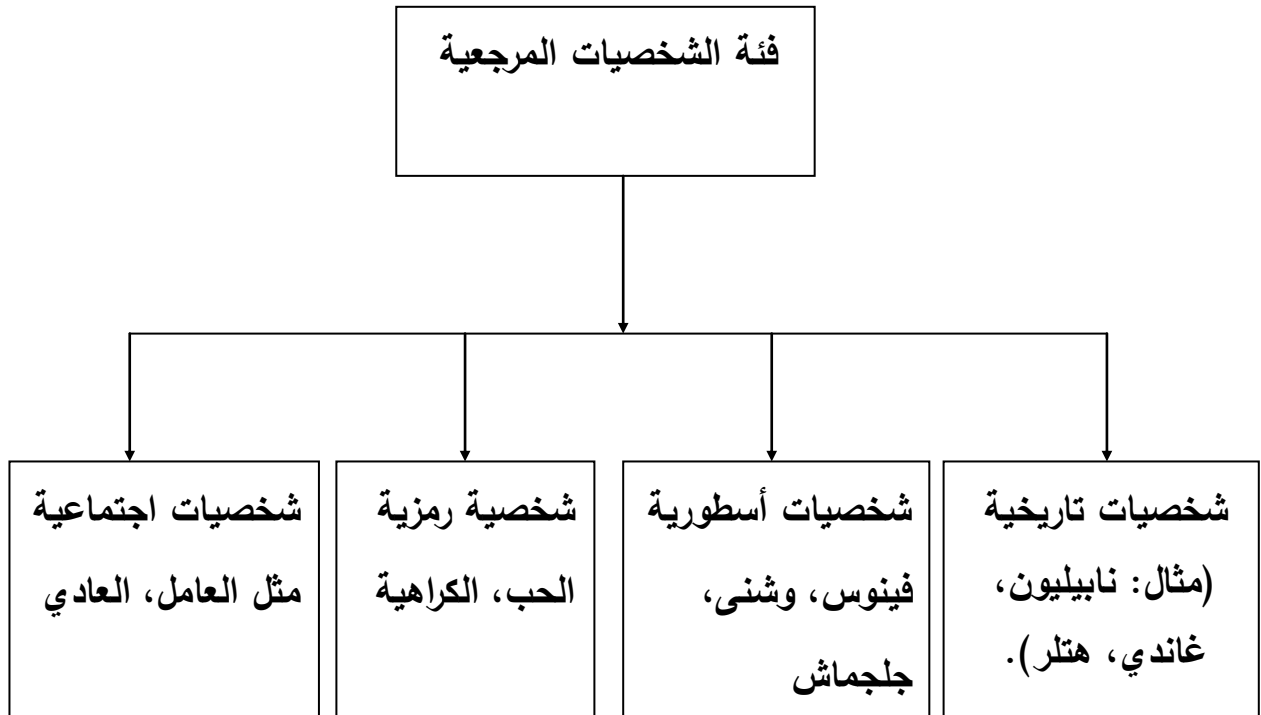 فئة الشخصيات المرجعية
شخصيات تاريخية
(مثال: نابيليون،
غاندي، هتلر).
شخصيات أسطورية
فينوس، وشنى،
جلجماش
شخصية رمزية
الحب، الكراهية
شخصيات اجتماعية
مثل العامل، العادي